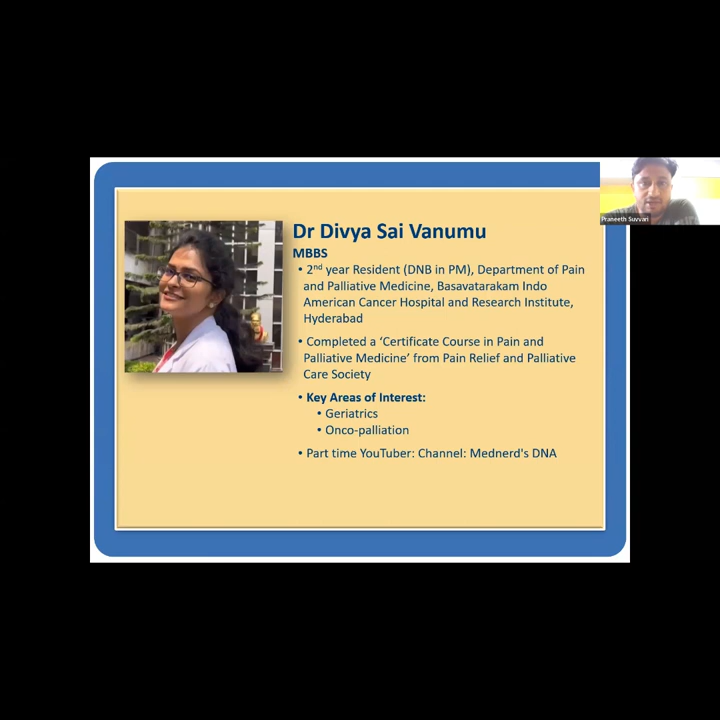 Dr Divya Sai Vanumu
MBBS
• 2nd year Resident (DNB in PM), Department of Pain
and Palliative Medicine, Basavatarakam Indo
American Cancer Hospital and Research Institute,
Hyderabad
• Completed a ‘Certificate Course in Pain and
Palliative Medicine’ from Pain Relief and Palliative
Care Society
• Key Areas of Interest:
• Geriatrics
• Onco-palliation
• Part time YouTuber: Channel: Mednerd's DNA
Praneeth Suvvari